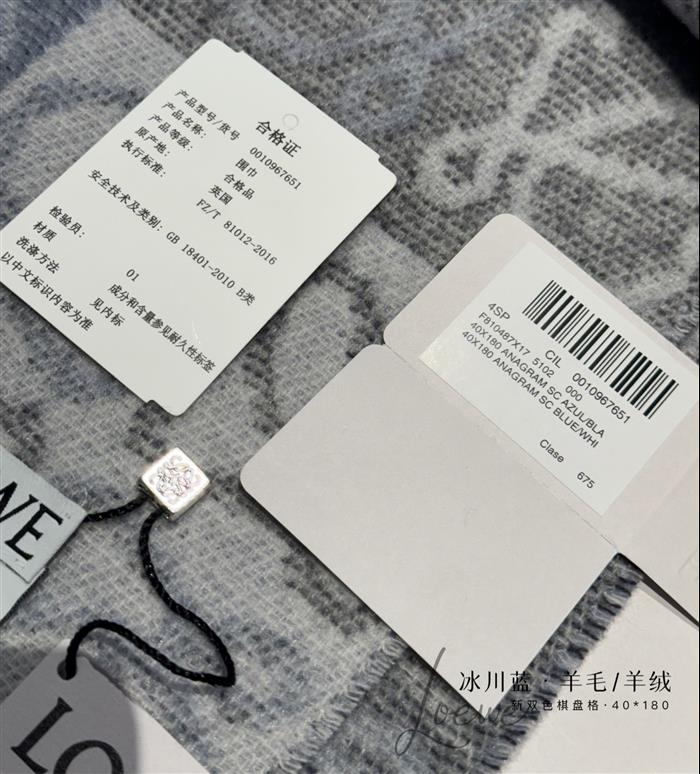 合格证
产品型号/货号 0010967651
产品名称: 围巾
产品等级: 合格品
原产地: 英国
执行标准: FZ/T 81012-2016
安全技术及类别: GB 18401-2010 B类
检验员: 01
材质 成分和含量参见耐久性标签
洗涤方法 见内标
以中文标识内容为准
4SP CIL 0010967651
F810487X17 5102 000
40X180 ANAGRAM SC AZUL/BLA
40X180 ANAGRAM SC BLUE/WHI
Clase 675
WE
LO
Loewe
冰川蓝·羊毛/羊绒
新双色棋盘格·40*180